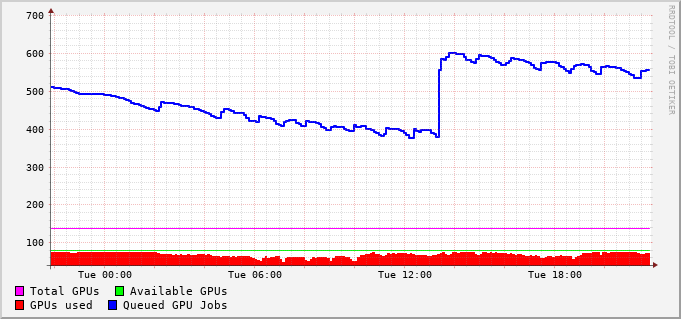 700
600
500
400
300
200
100
Tue 00:00 Tue 06:00 Tue 12:00 Tue 18:00
Total GPUs Available GPUs
GPUs used Queued GPU Jobs
RRDTOOL / TOBI OETIKER